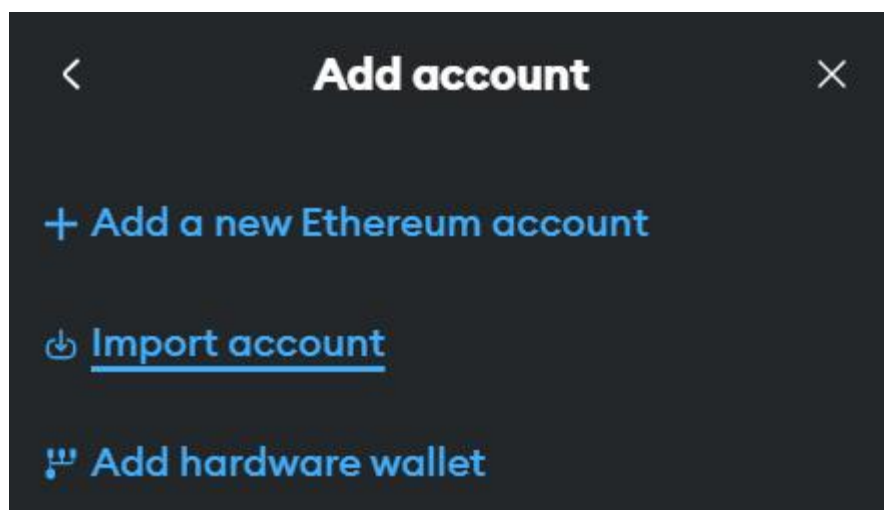 Add account
Add a new Ethereum account
Import account
Add hardware wallet